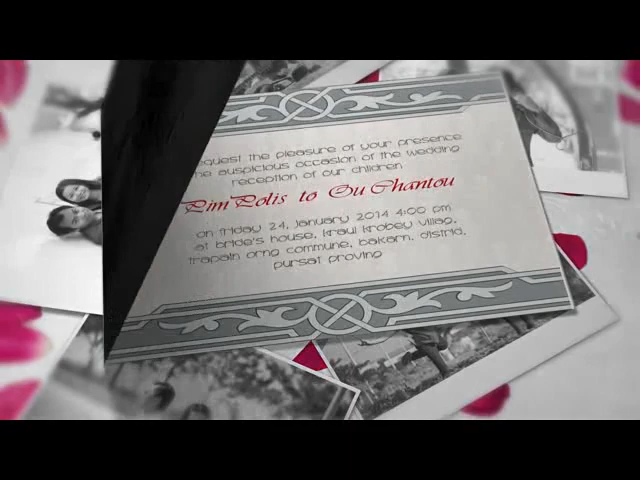 request the pleasure of your presence
the auspicious occasion of the wedding
reception of our children
Pim Polis to Ou Chantou
on friday 24, january 2014 4:00 pm
at bride's house, kraul krobey villag,
trapain orng commune, bakarn, district,
pursat proving